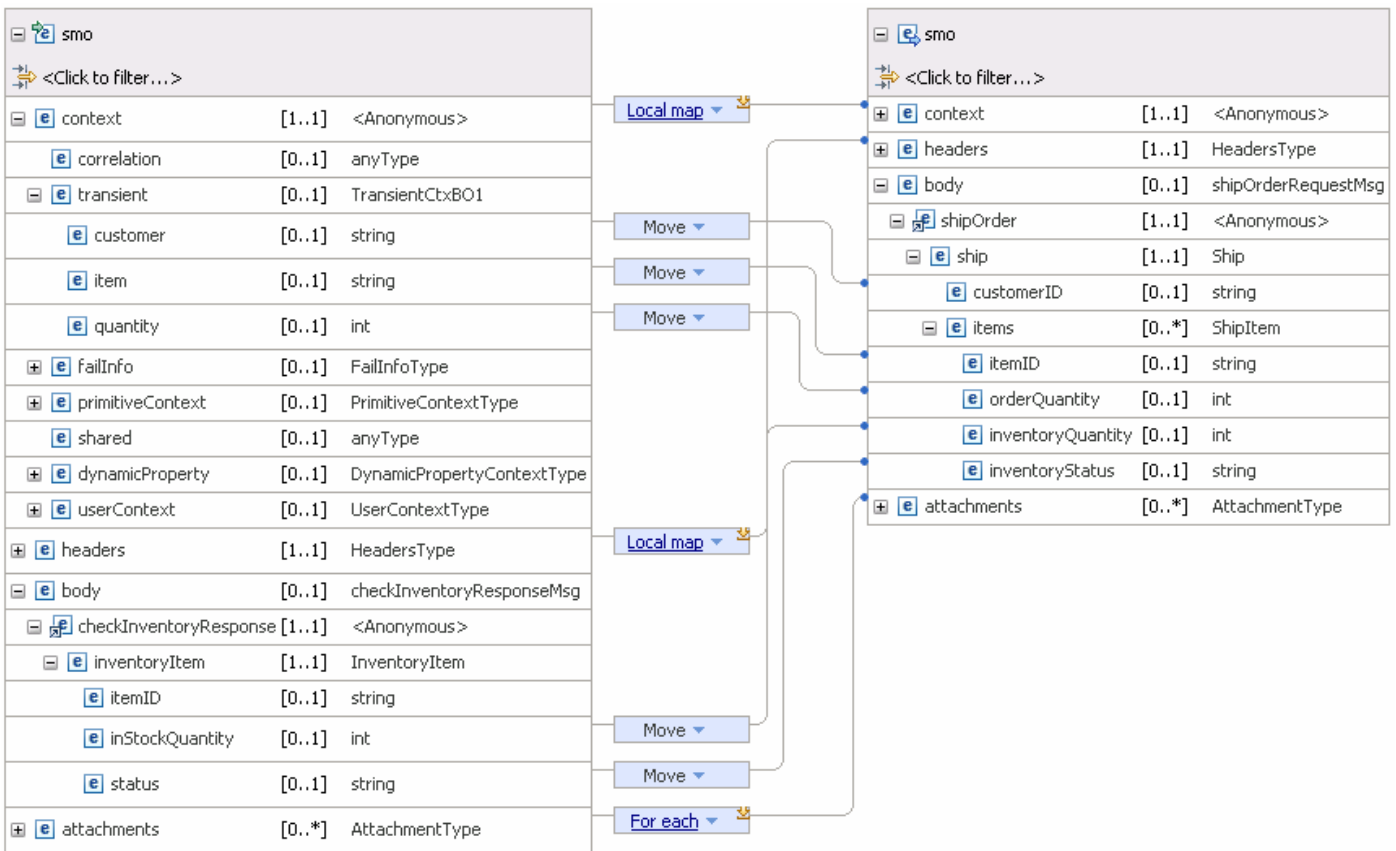 smo
<Click to filter...>
context [1..1] <Anonymous>
correlation [0..1] anyType
transient [0..1] TransientCtxBO1
customer [0..1] string
item [0..1] string
quantity [0..1] int
failInfo [0..1] FailInfoType
primitiveContext [0..1] PrimitiveContextType
shared [0..1] anyType
dynamicProperty [0..1] DynamicPropertyContextType
userContext [0..1] UserContextType
headers [1..1] HeadersType
body [0..1] checkInventoryResponseMsg
checkInventoryResponse [1..1] <Anonymous>
inventoryItem [1..1] InventoryItem
itemID [0..1] string
inStockQuantity [0..1] int
status [0..1] string
attachments [0..*] AttachmentType
Local map
Move
Move
Move
Local map
Move
Move
For each
smo
<Click to filter...>
context [1..1] <Anonymous>
headers [1..1] HeadersType
body [0..1] shipOrderRequestMsg
shipOrder [1..1] <Anonymous>
ship [1..1] Ship
customerID [0..1] string
items [0..*] ShipItem
itemID [0..1] string
orderQuantity [0..1] int
inventoryQuantity [0..1] int
inventoryStatus [0..1] string
attachments [0..*] AttachmentType